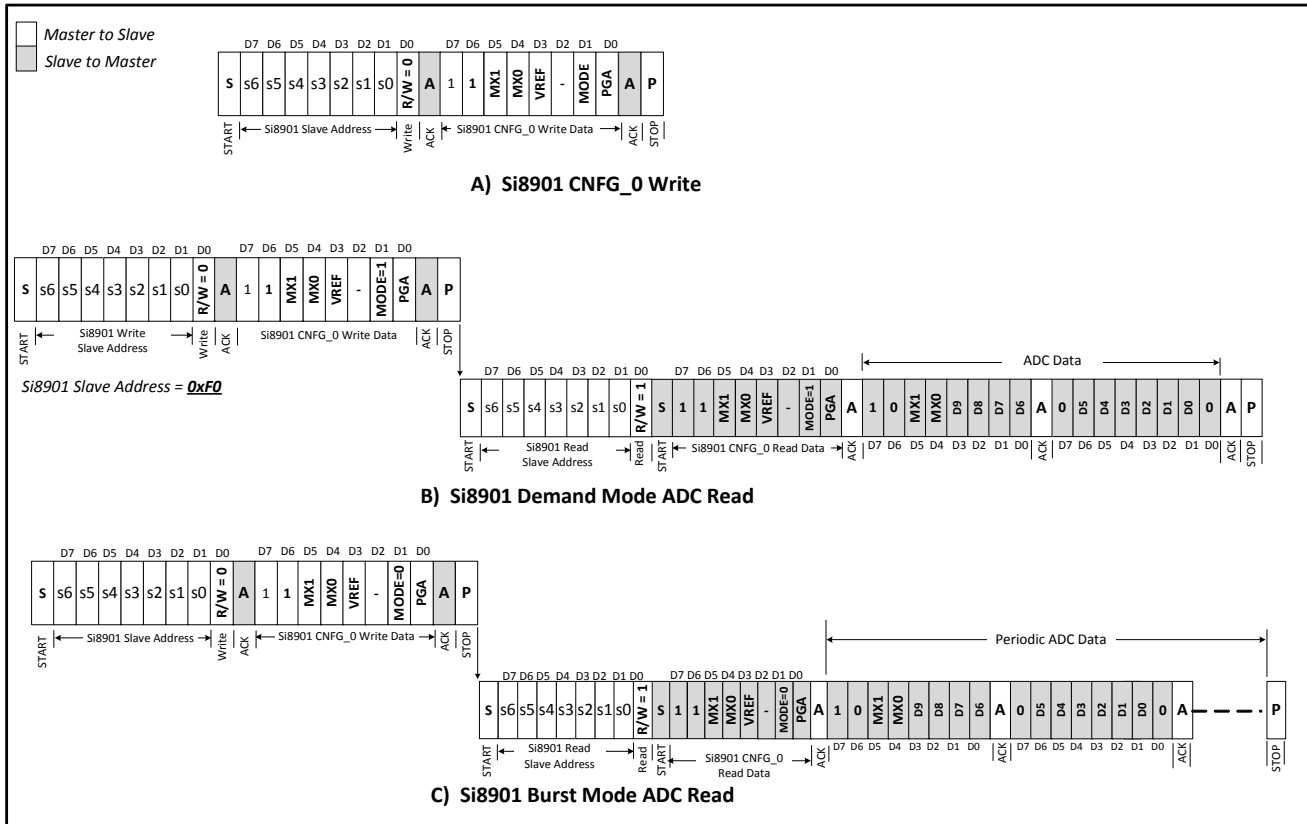 Master to Slave
Slave to Master
D7 D6 D5 D4 D3 D2 D1 D0 D7 D6 D5 D4 D3 D2 D1 D0
S s6 s5 s4 s3 s2 s1 s0 R/W = 0 A 1 1 MX1 MX0 VREF - MODE PGA A P
START Si8901 Slave Address Write ACK Si8901 CNFG_0 Write Data ACK STOP
A) Si8901 CNFG_0 Write
D7 D6 D5 D4 D3 D2 D1 D0 D7 D6 D5 D4 D3 D2 D1 D0
S s6 s5 s4 s3 s2 s1 s0 R/W = 0 A 1 1 MX1 MX0 VREF - MODE=1 PGA A P
START Si8901 Write Slave Address Write ACK Si8901 CNFG_0 Write Data ACK STOP
Si8901 Slave Address = 0xF0
ADC Data
D7 D6 D5 D4 D3 D2 D1 D0 D7 D6 D5 D4 D3 D2 D1 D0
S s6 s5 s4 s3 s2 s1 s0 R/W = 1 S 1 1 MX1 MX0 VREF - MODE=1 PGA A 1 0 MX1 MX0 D9 D8 D7 D6 A 0 D5 D4 D3 D2 D1 D0 0 A P
START Si8901 Read Slave Address Read START Si8901 CNFG_0 Read Data ACK D7 D6 D5 D4 D3 D2 D1 D0 ACK D7 D6 D5 D4 D3 D2 D1 D0 ACK STOP
B) Si8901 Demand Mode ADC Read
D7 D6 D5 D4 D3 D2 D1 D0 D7 D6 D5 D4 D3 D2 D1 D0
S s6 s5 s4 s3 s2 s1 s0 R/W = 0 A 1 1 MX1 MX0 VREF - MODE=0 PGA A P
START Si8901 Slave Address Write ACK Si8901 CNFG_0 Write Data ACK STOP
Periodic ADC Data
D7 D6 D5 D4 D3 D2 D1 D0 D7 D6 D5 D4 D3 D2 D1 D0
S s6 s5 s4 s3 s2 s1 s0 R/W = 1 S 1 1 MX1 MX0 VREF - MODE=0 PGA A 1 0 MX1 MX0 D9 D8 D7 D6 A 0 D5 D4 D3 D2 D1 D0 0 A P
START Si8901 Read Slave Address Read START Si8901 CNFG_0 Read Data ACK D7 D6 D5 D4 D3 D2 D1 D0 ACK D7 D6 D5 D4 D3 D2 D1 D0 ACK STOP
C) Si8901 Burst Mode ADC Read